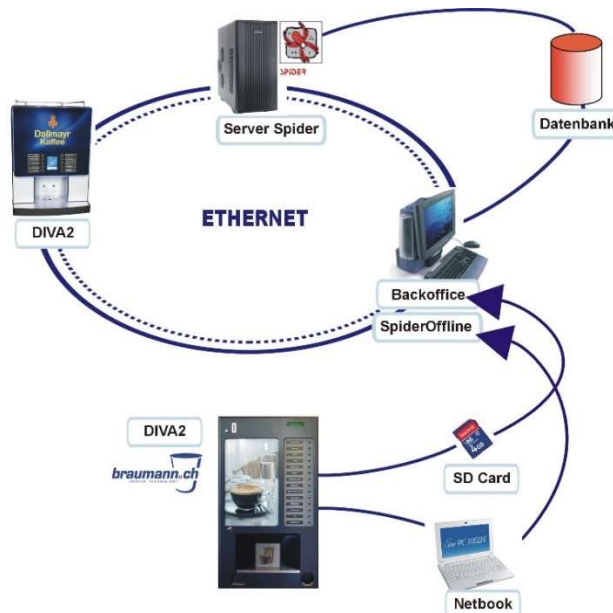 SPIDER
Server Spider
Datenbank
Dallmayr
Kaffee
DIVA2
ETHERNET
Backoffice
SpiderOffline
DIVA2
braumann.ch
SD Card
4GB
Netbook